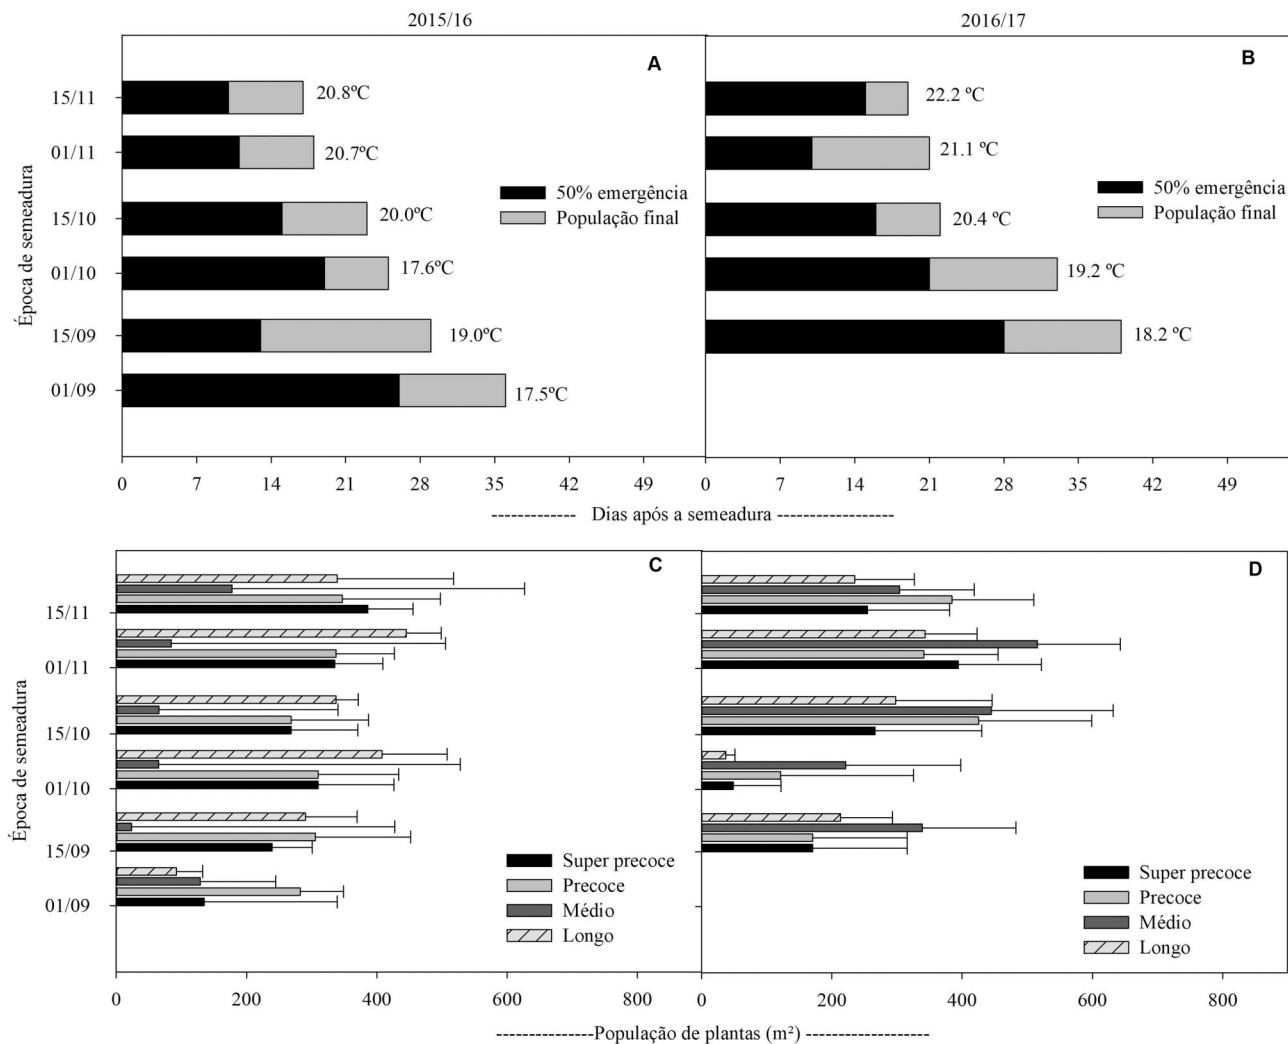 2015/16
2016/17
A
B
Época de semeadura
15/11
01/11
15/10
01/10
15/09
01/09
20.8ºC
20.7ºC
20.0ºC
17.6ºC
19.0ºC
17.5ºC
50% emergência
População final
22.2 ºC
21.1 ºC
20.4 ºC
19.2 ºC
18.2 ºC
50% emergência
População final
0 7 14 21 28 35 42 49
0 7 14 21 28 35 42 49
------------- Dias após a semeadura ------------------
C
D
Época de semeadura
15/11
01/11
15/10
01/10
15/09
01/09
Super precoce
Precoce
Médio
Longo
Super precoce
Precoce
Médio
Longo
0 200 400 600 800
0 200 400 600 800
---------------População de plantas (m²) -------------------